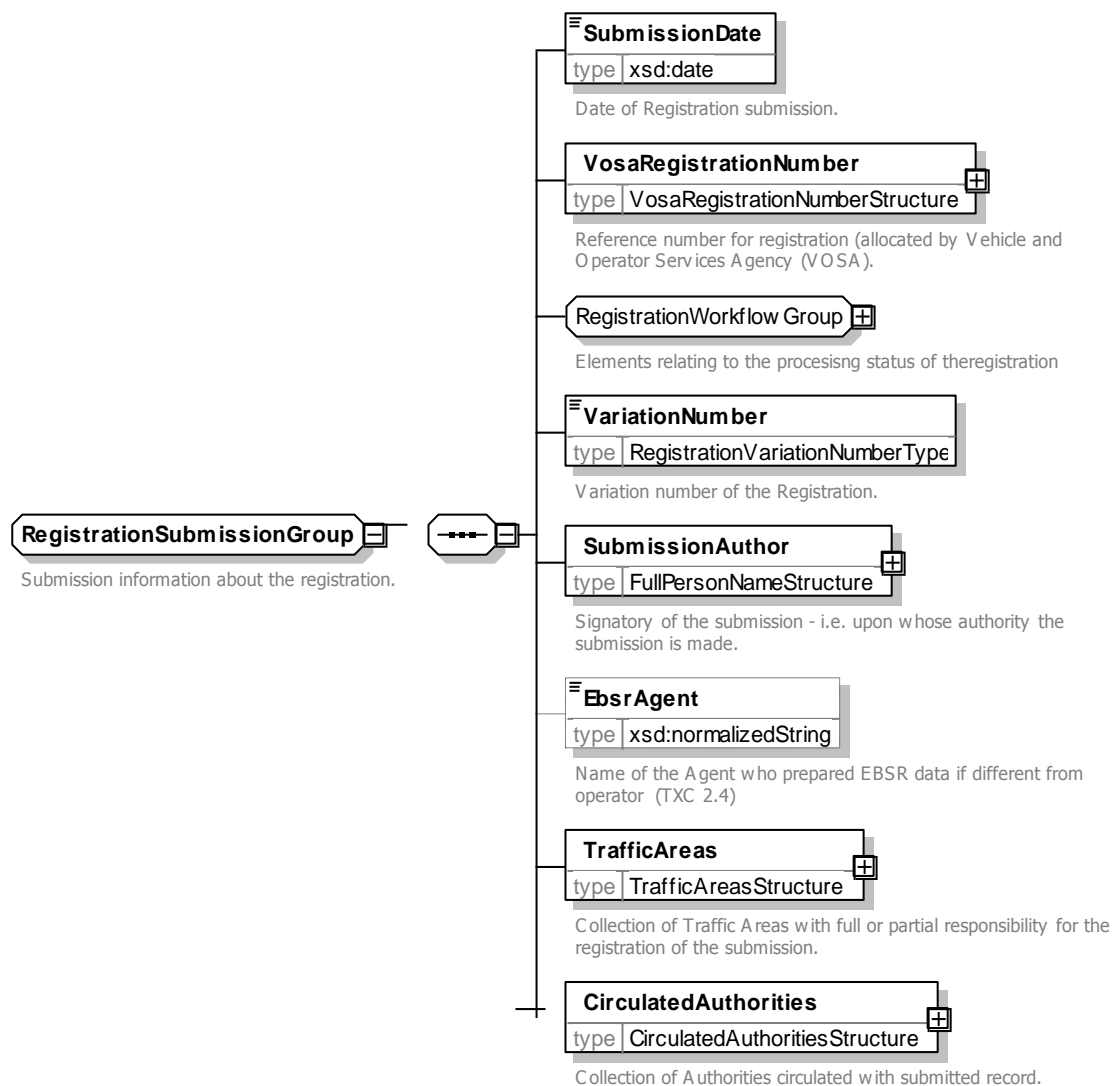 SubmissionDate
type xsd:date
Date of Registration submission.
VosaRegistrationNumber
type VosaRegistrationNumberStructure
Reference number for registration (allocated by Vehicle and
Operator Services Agency (VOSA).
RegistrationWorkflowGroup
Elements relating to the procesisng status of theregistration
VariationNumber
type RegistrationVariationNumberType
Variation number of the Registration.
RegistrationSubmissionGroup
Submission information about the registration.
SubmissionAuthor
type FullPersonNameStructure
Signatory of the submission - i.e. upon whose authority the
submission is made.
EbsrAgent
type xsd:normalizedString
Name of the Agent who prepared EBSR data if different from
operator (TXC 2.4)
TrafficAreas
type TrafficAreasStructure
Collection of Traffic Areas with full or partial responsibility for the
registration of the submission.
CirculatedAuthorities
type CirculatedAuthoritiesStructure
Collection of Authorities circulated with submitted record.